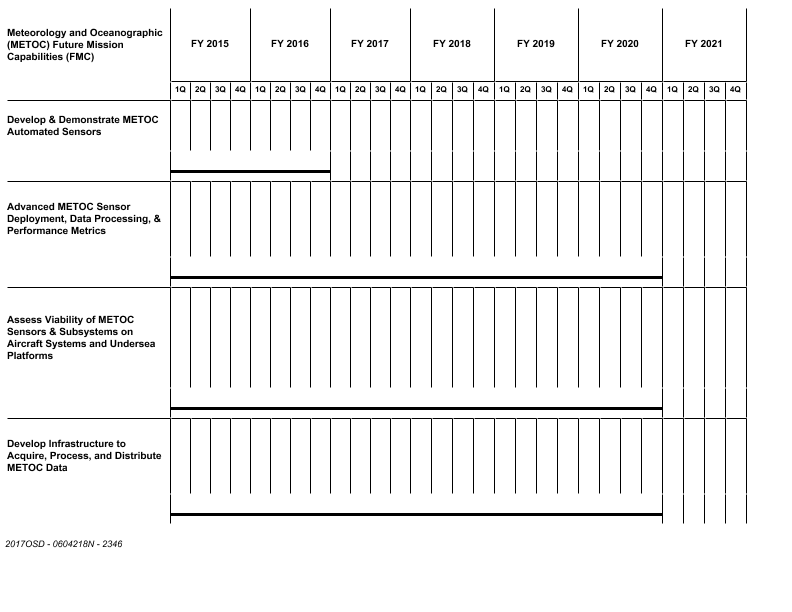 Meteorology and Oceanographic
(METOC) Future Mission
Capabilities (FMC)
FY 2015 FY 2016 FY 2017 FY 2018 FY 2019 FY 2020 FY 2021
1Q 2Q 3Q 4Q 1Q 2Q 3Q 4Q 1Q 2Q 3Q 4Q 1Q 2Q 3Q 4Q 1Q 2Q 3Q 4Q 1Q 2Q 3Q 4Q 1Q 2Q 3Q 4Q
Develop & Demonstrate METOC
Automated Sensors
Advanced METOC Sensor
Deployment, Data Processing, &
Performance Metrics
Assess Viability of METOC
Sensors & Subsystems on
Aircraft Systems and Undersea
Platforms
Develop Infrastructure to
Acquire, Process, and Distribute
METOC Data
2017OSD - 0604218N - 2346